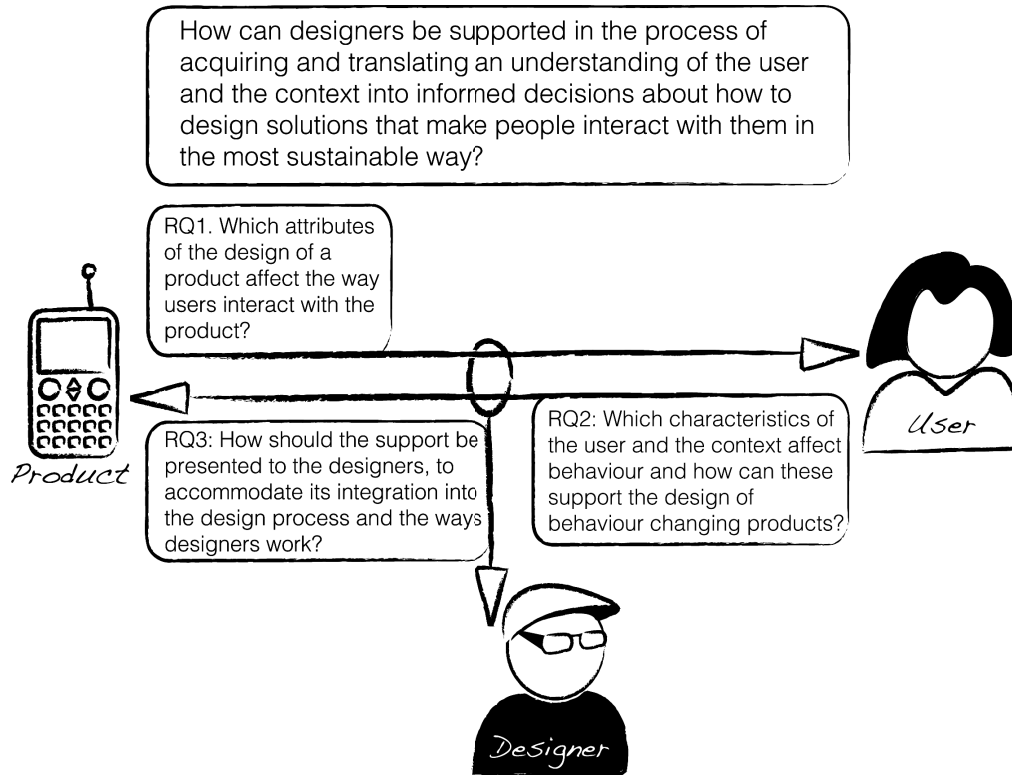 How can designers be supported in the process of
acquiring and translating an understanding of the user
and the context into informed decisions about how to
design solutions that make people interact with them in
the most sustainable way?
RQ1. Which attributes
of the design of a
product affect the way
users interact with the
product?
Product
User
RQ3: How should the support be
presented to the designers, to
accommodate its integration into
the design process and the ways
designers work?
RQ2: Which characteristics of
the user and the context affect
behaviour and how can these
support the design of
behaviour changing products?
Designer